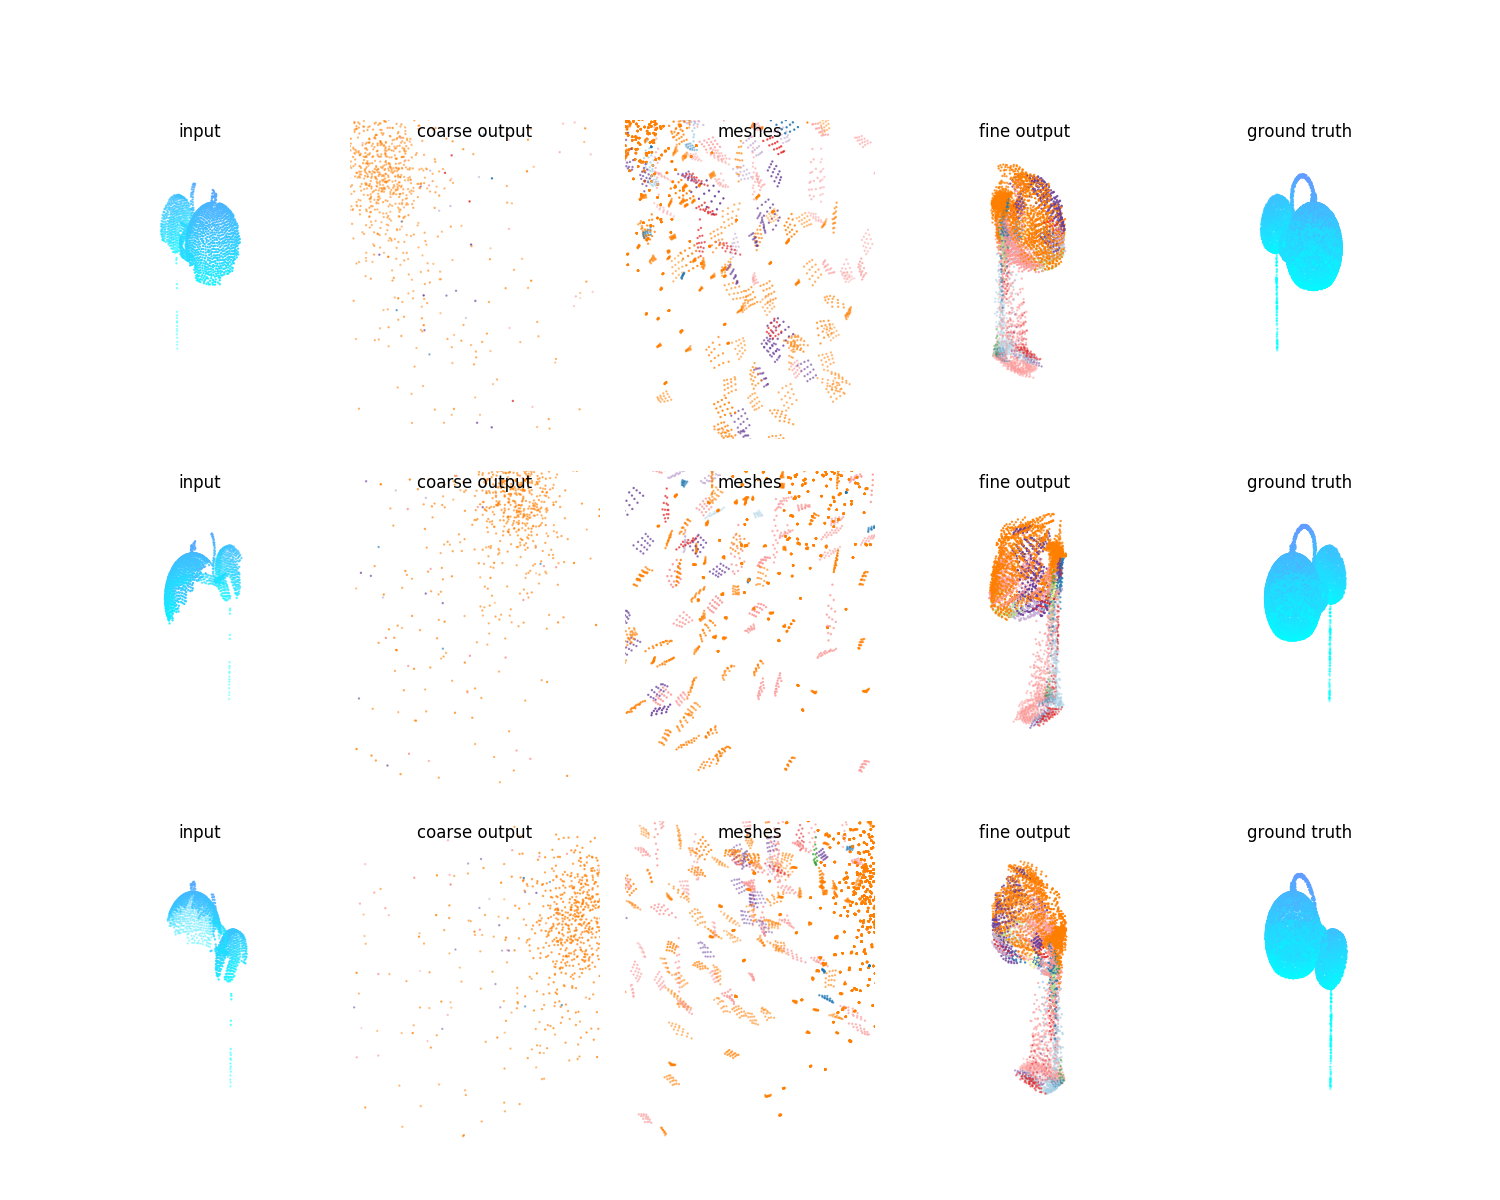 input
coarse output
meshes
fine output
ground truth
input
coarse output
meshes
fine output
ground truth
input
coarse output
meshes
fine output
ground truth